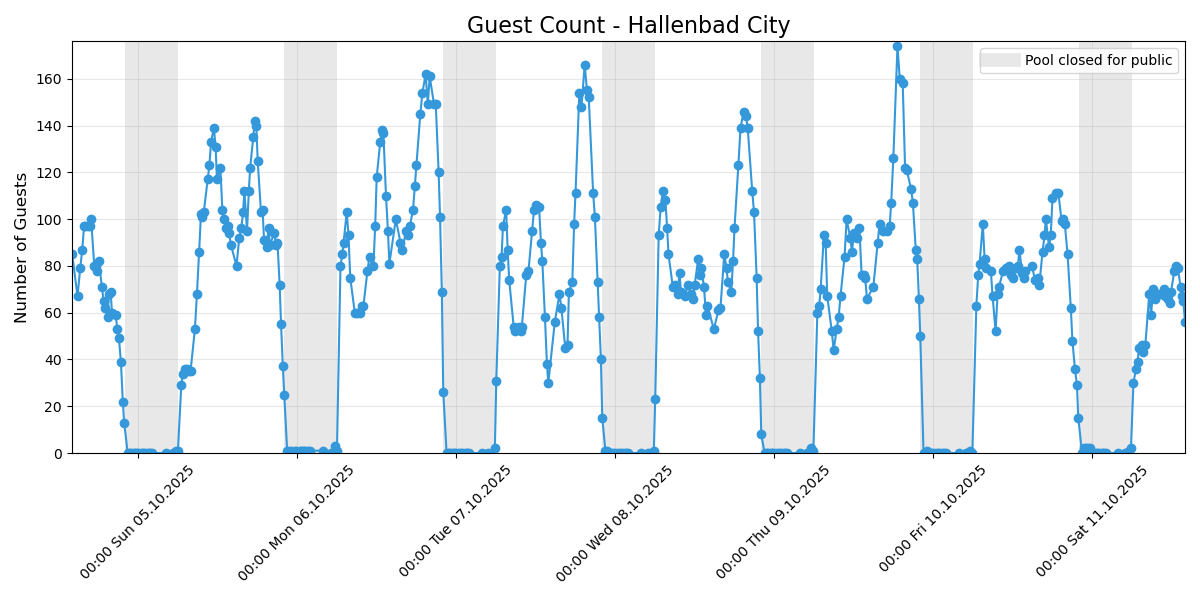 Guest Count - Hallenbad City
Pool closed for public
Number of Guests
160
140
120
100
80
60
40
20
0
00:00 Sun 05.10.2025
00:00 Mon 06.10.2025
00:00 Tue 07.10.2025
00:00 Wed 08.10.2025
00:00 Thu 09.10.2025
00:00 Fri 10.10.2025
00:00 Sat 11.10.2025